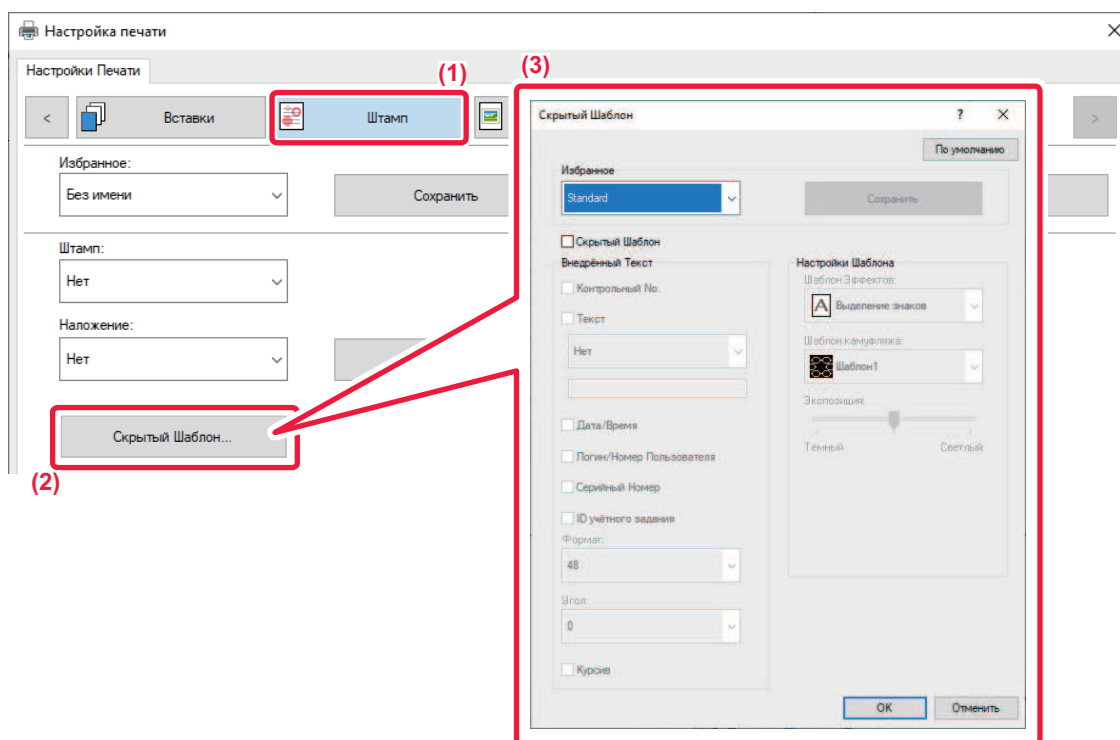 Настройка печати
Настройки Печати
(1)
(3)
<
Вставки
Штамп
>
Избранное:
Без имени
Сохранить
Штамп:
Нет
Наложение:
Нет
Скрытый Шаблон...
(2)
Скрытый Шаблон
?
По умолчанию
Избранное
Standard
Сохранить
Скрытый Шаблон
Внедрённый Текст
Контрольный No.
Текст
Нет
Дата/Время
Логин/Номер Пользователя
Серийный Номер
ID учётного задания
Формат:
48
Угол:
0
Курсив
Настройки Шаблона
Шаблон Эффектов:
A Выделение знаков
Шаблон камуфляжа:
Шаблон1
Экспозиция:
Темный Светлый
OK Отменить